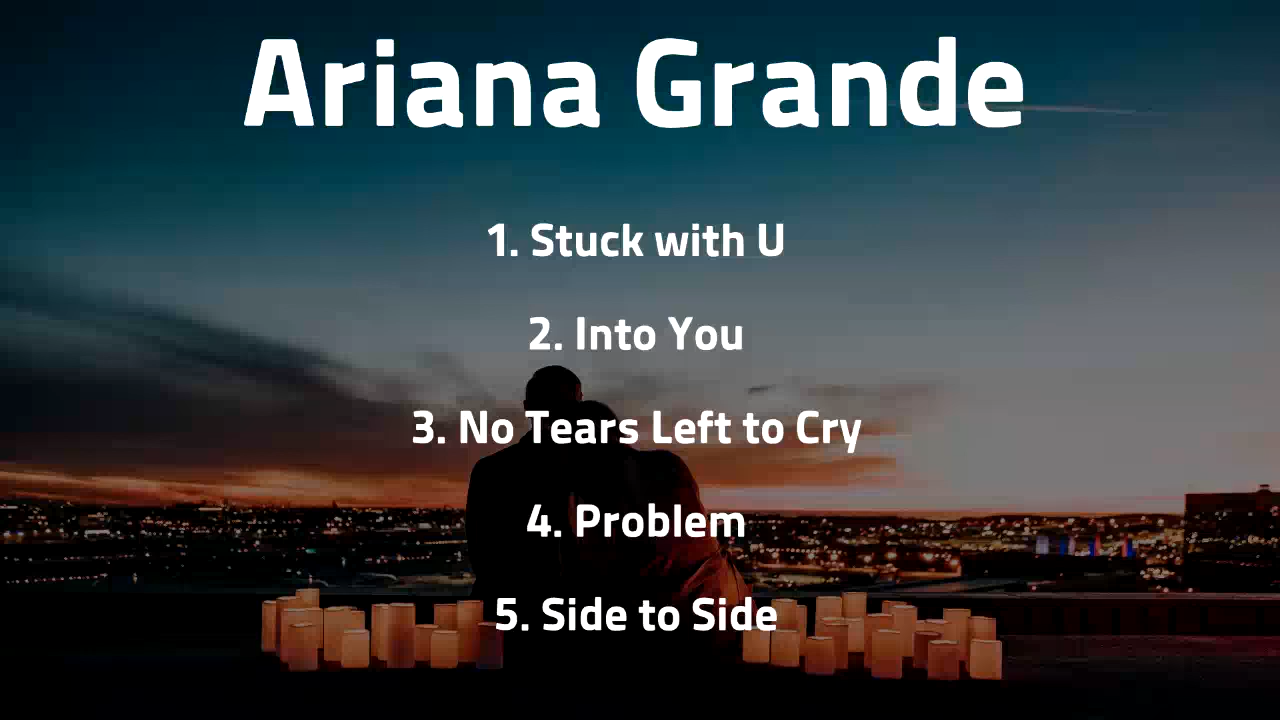 Ariana Grande
1. Stuck with U
2. Into You
3. No Tears Left to Cry
4. Problem
5. Side to Side